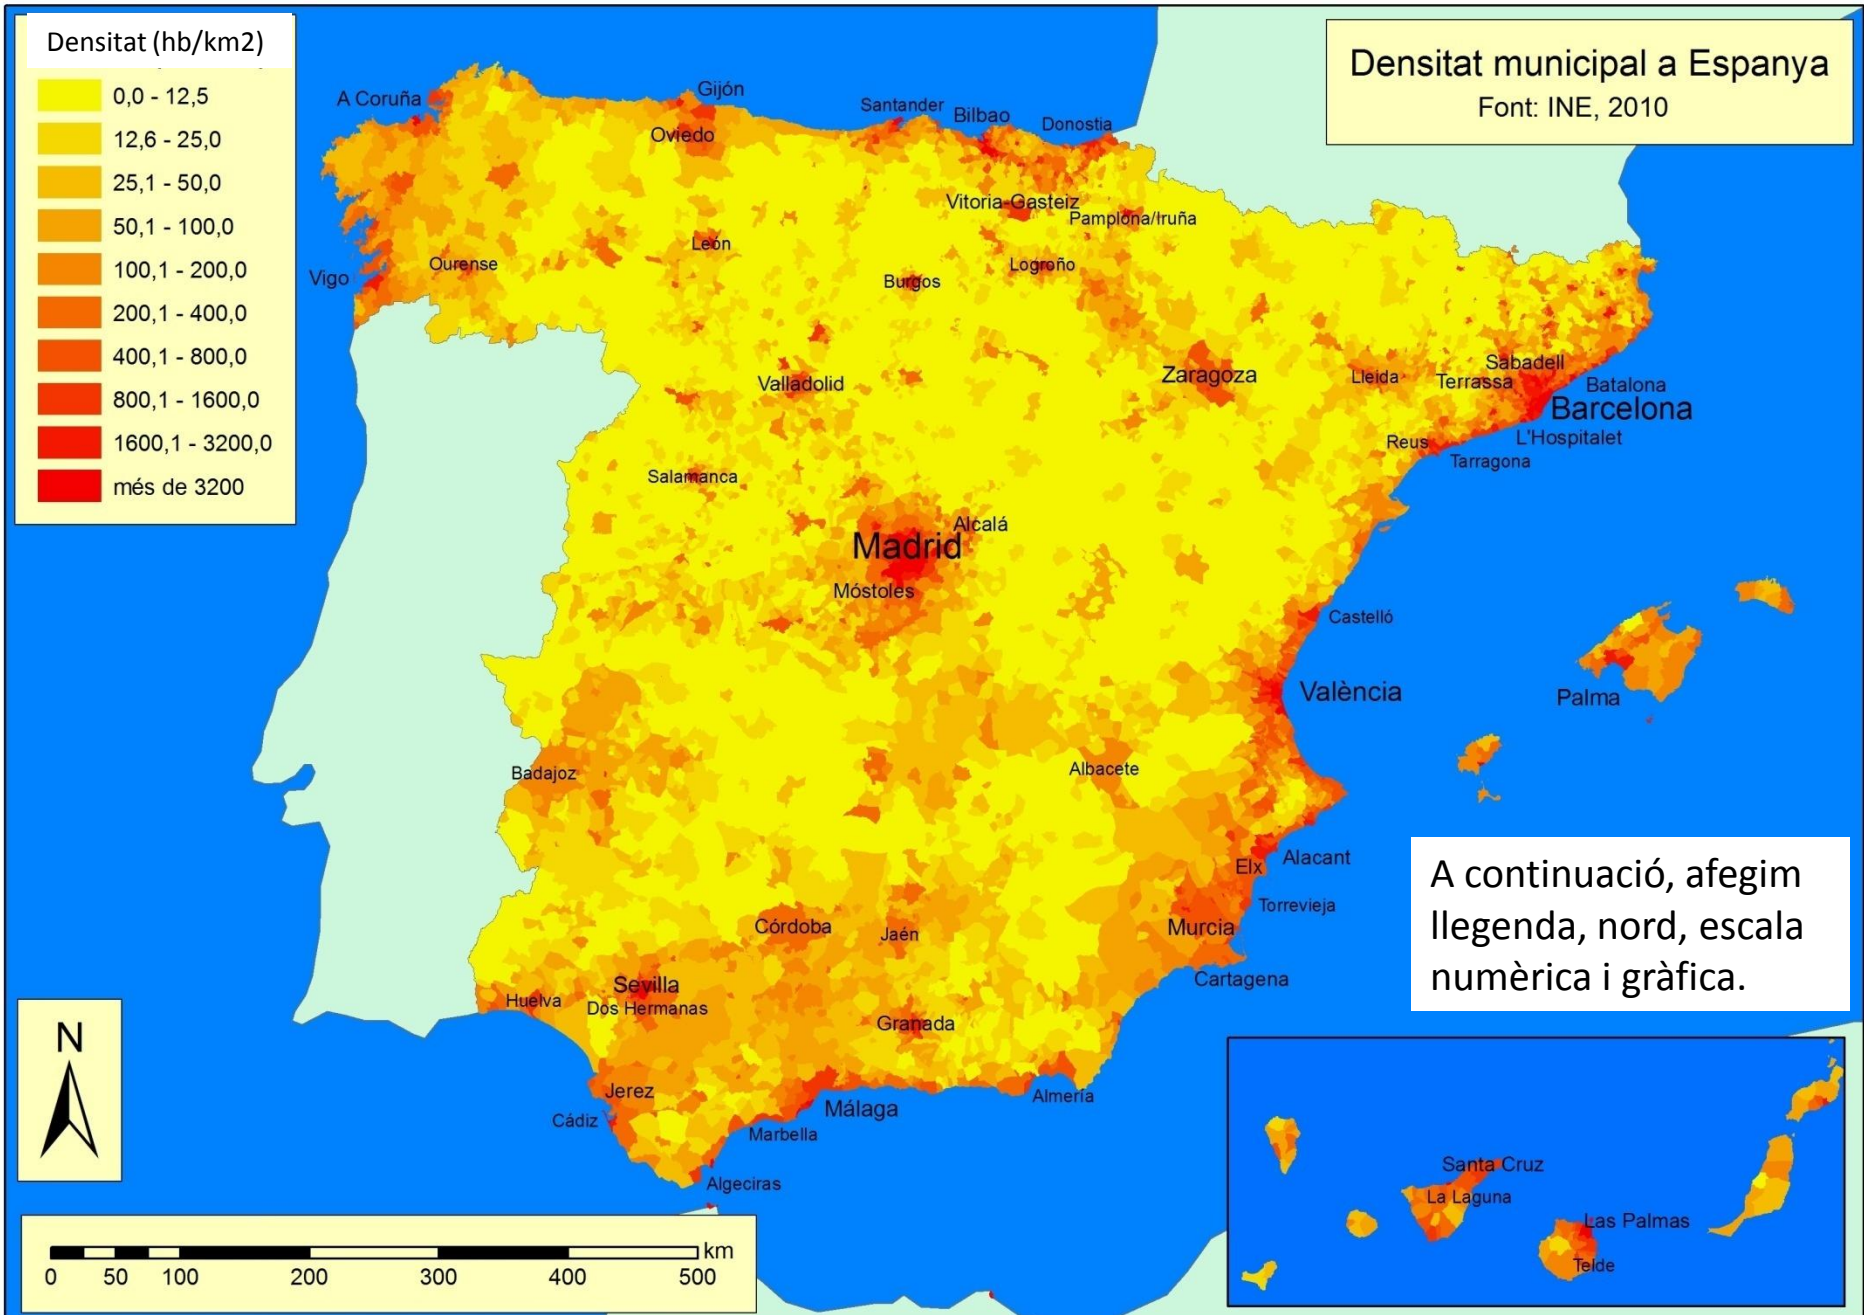 Densitat (hb/km2)
0,0 - 12,5
12,6 - 25,0
25,1 - 50,0
50,1 - 100,0
100,1 - 200,0
200,1 - 400,0
400,1 - 800,0
800,1 - 1600,0
1600,1 - 3200,0
més de 3200
Densitat municipal a Espanya
Font: INE, 2010
A Coruña
Gijón
Oviedo
Santander
Bilbao
Donostia
Vitoria-Gasteiz
Pamplona/Iruña
León
Ourense
Vigo
Burgos
Logroño
Valladolid
Zaragoza
Lleida
Sabadell
Terrassa
Batalona
Barcelona
L'Hospitalet
Reus
Tarragona
Salamanca
Alcalá
Madrid
Móstoles
Castelló
València
Palma
Badajoz
Albacete
Alacant
Elx
Torrevieja
Murcia
Cartagena
Córdoba
Jaén
Sevilla
Dos Hermanas
Huelva
Granada
Jerez
Cádiz
Málaga
Marbella
Almería
Algeciras
A continuació, afegim
llegenda, nord, escala
numèrica i gràfica.
N
km
0 50 100 200 300 400 500
Santa Cruz
La Laguna
Las Palmas
Telde